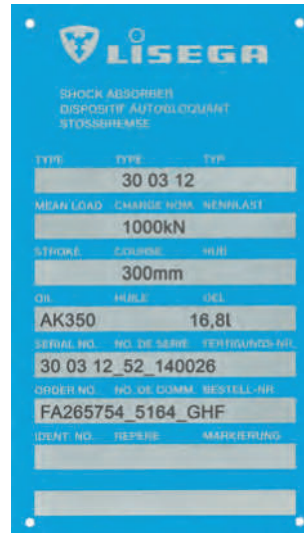 LISEGA
SHOCK ABSORBER
DISPOSITIF AUTOBLOQUANT
STOSSBREMSE
TYPE TYPE TYP
30 03 12
MEAN LOAD CHARGE NOM. NENNLAST
1000kN
STROKE COURSE HUB
300mm
OIL HUILE OEL
AK350 16,8l
SERIAL NO. NO. DE SERIE FERTIGUNGS-NR.
30 03 12_52_140026
ORDER NO. NO. DE COMM. BESTELL-NR
FA265754_5164_GHF
IDENT. NO. REPERE MARKIERUNG